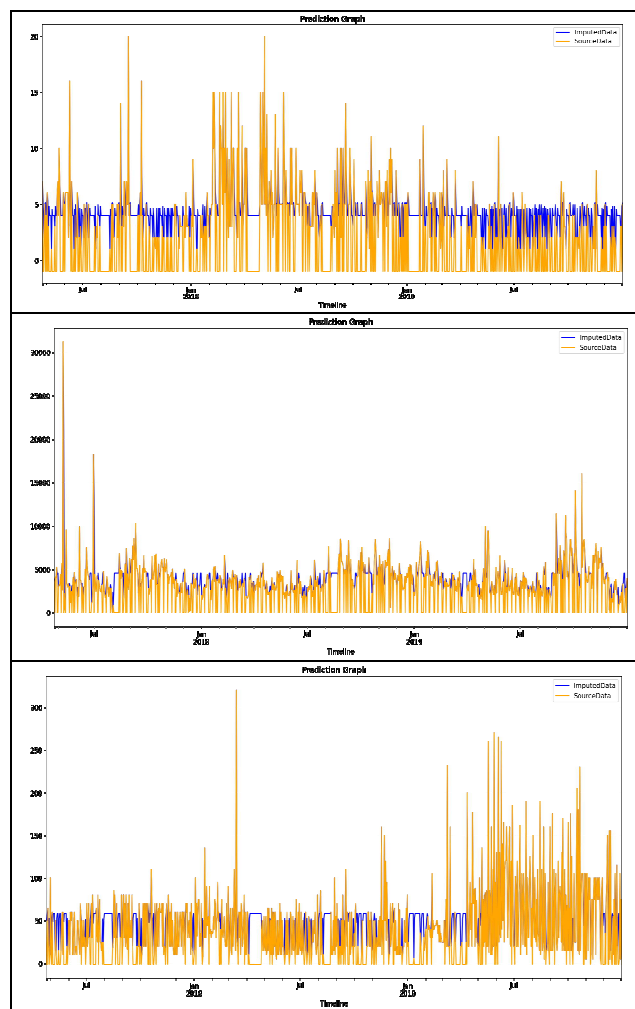 Prediction Graph
ImputedData
SourceData
20
15
10
5
0
Jul
Jan
2018
Jul
Jan
2019
Jul
Timeline
Prediction Graph
ImputedData
SourceData
30000
25000
20000
15000
10000
5000
0
Jul
Jan
2018
Jul
Jan
2019
Jul
Timeline
Prediction Graph
ImputedData
SourceData
300
250
200
150
100
50
0
Jul
Jan
2018
Jul
Jan
2019
Jul
Timeline